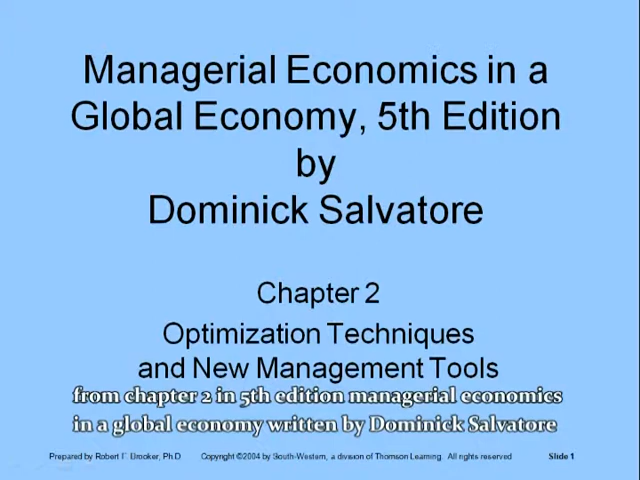 Managerial Economics in a
Global Economy, 5th Edition
by
Dominick Salvatore
Chapter 2
Optimization Techniques
and New Management Tools
from chapter 2 in 5th edition managerial economics
in a global economy written by Dominick Salvatore
Prepared by Robert F. Brooker, Ph.D. Copyright ©2004 by South-Western, a division of Thomson Learning. All rights reserved. Slide 1